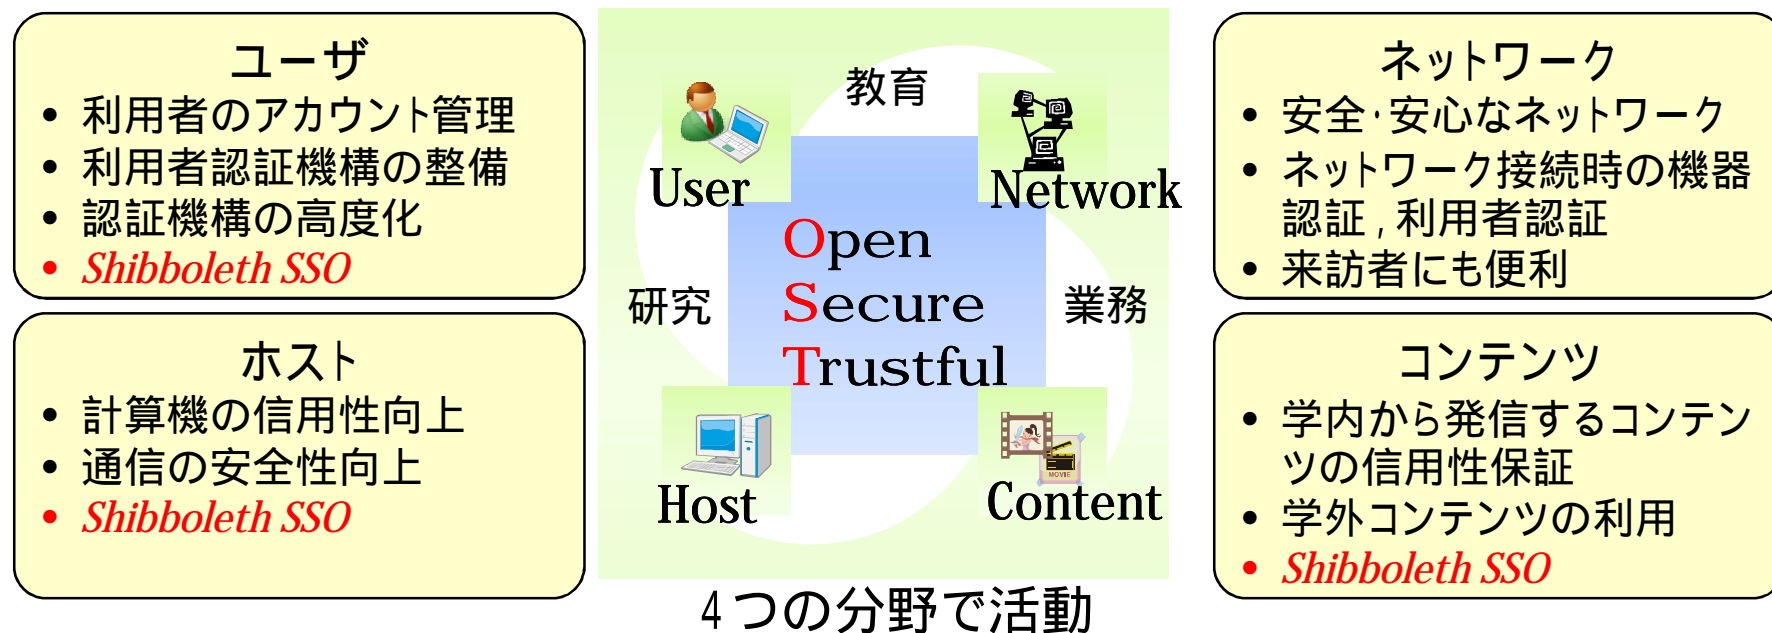 ユーザ
• 利用者のアカウント管理
• 利用者認証機構の整備
• 認証機構の高度化
• Shibboleth SSO
ホスト
• 計算機の信用性向上
• 通信の安全性向上
• Shibboleth SSO
教育
User
Network
Open
Secure
Trustful
研究
業務
Host
Content
MOVIE
4つの分野で活動
ネットワーク
• 安全・安心なネットワーク
• ネットワーク接続時の機器
認証,利用者認証
• 来訪者にも便利
コンテンツ
• 学内から発信するコンテン
ツの信用性保証
• 学外コンテンツの利用
• Shibboleth SSO